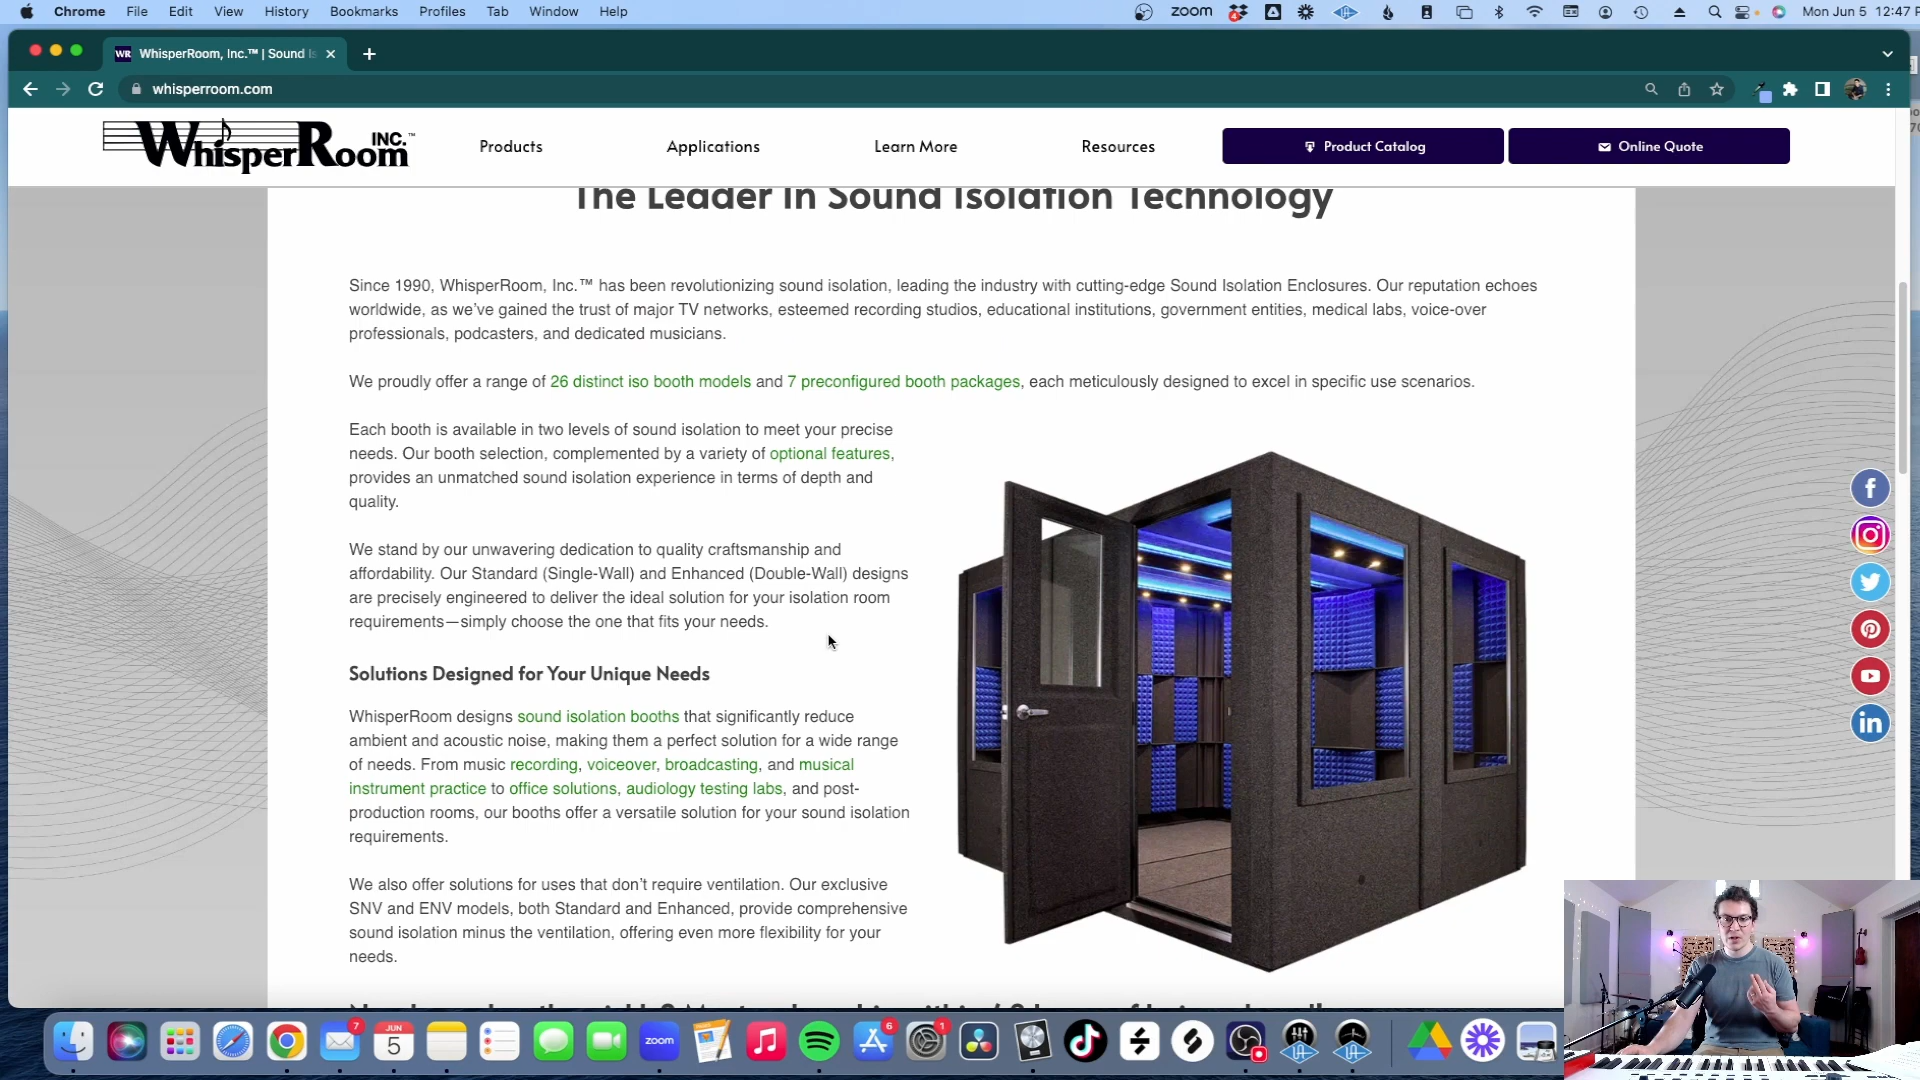 Chrome File Edit View History Bookmarks Profiles Tab Window Help
zoom
4
Mon Jun 5 12:47 P
WR WhisperRoom, Inc.™ | Sound Is
whisperroom.com
WhisperRoom INC.™
Products
Applications
Learn More
Resources
Product Catalog
Online Quote
The Leader In Sound Isolation Technology
Since 1990, WhisperRoom, Inc.™ has been revolutionizing sound isolation, leading the industry with cutting-edge Sound Isolation Enclosures. Our reputation echoes
worldwide, as we've gained the trust of major TV networks, esteemed recording studios, educational institutions, government entities, medical labs, voice-over
professionals, podcasters, and dedicated musicians.
We proudly offer a range of 26 distinct iso booth models and 7 preconfigured booth packages, each meticulously designed to excel in specific use scenarios.
Each booth is available in two levels of sound isolation to meet your precise
needs. Our booth selection, complemented by a variety of optional features,
provides an unmatched sound isolation experience in terms of depth and
quality.
We stand by our unwavering dedication to quality craftsmanship and
affordability. Our Standard (Single-Wall) and Enhanced (Double-Wall) designs
are precisely engineered to deliver the ideal solution for your isolation room
requirements—simply choose the one that fits your needs.
Solutions Designed for Your Unique Needs
WhisperRoom designs sound isolation booths that significantly reduce
ambient and acoustic noise, making them a perfect solution for a wide range
of needs. From music recording, voiceover, broadcasting, and musical
instrument practice to office solutions, audiology testing labs, and post-
production rooms, our booths offer a versatile solution for your sound isolation
requirements.
We also offer solutions for uses that don't require ventilation. Our exclusive
SNV and ENV models, both Standard and Enhanced, provide comprehensive
sound isolation minus the ventilation, offering even more flexibility for your
needs.
7
JUN
5
zoom
6
1